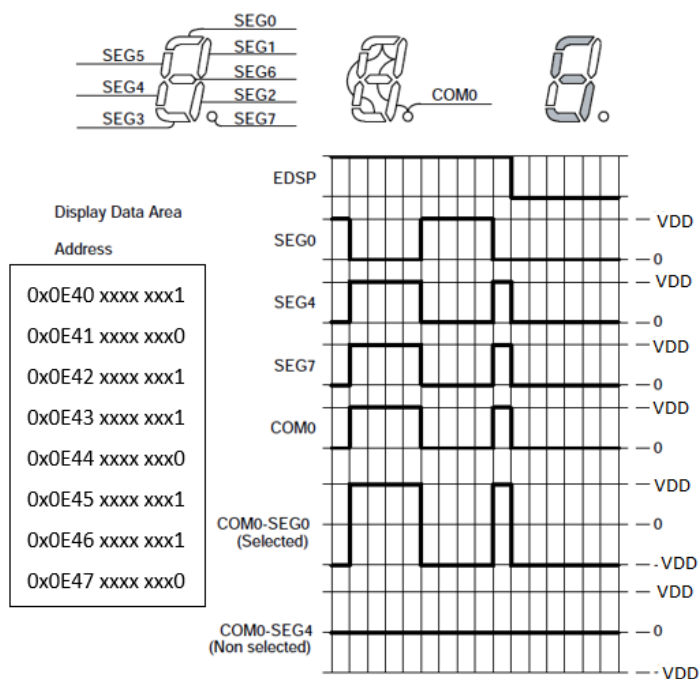 SEG0
SEG1
SEG5
SEG6
SEG4
SEG2
SEG3
SEG7
COM0
EDSP
Display Data Area
Address
0x0E40 xxxx xxx1
0x0E41 xxxx xxx0
0x0E42 xxxx xxx1
0x0E43 xxxx xxx1
0x0E44 xxxx xxx0
0x0E45 xxxx xxx1
0x0E46 xxxx xxx1
0x0E47 xxxx xxx0
SEG0
VDD
0
SEG4
VDD
0
SEG7
VDD
0
COM0
VDD
0
COM0-SEG0
(Selected)
VDD
0
- VDD
COM0-SEG4
(Non selected)
VDD
0
- VDD